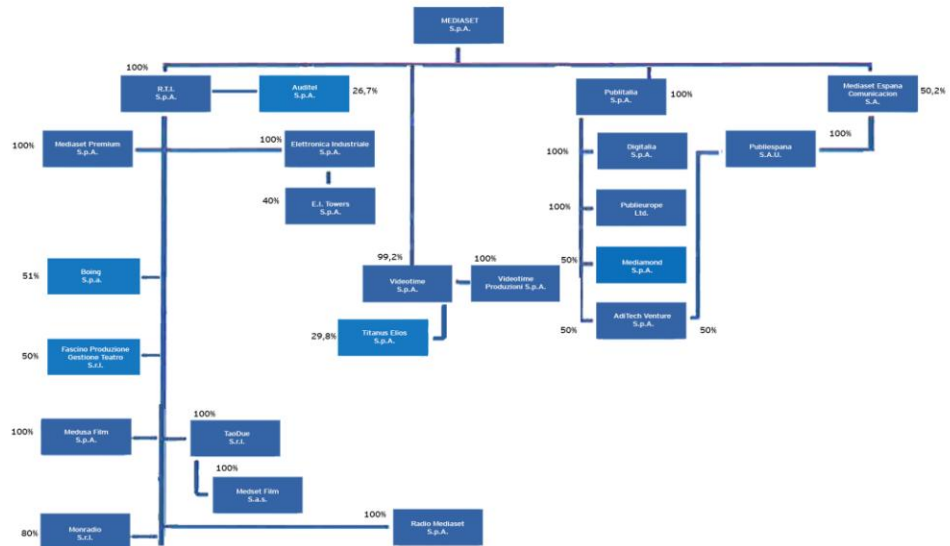 MEDIASET
S.p.A.
100%
R.T.I.
S.p.A.
Auditel
S.p.A.
26,7%
Publitalia
S.p.A.
100%
Mediaset Espana
Comunicacion
S.A.
50,2%
100%
Mediaset Premium
S.p.A.
100%
Elettronica Industriale
S.p.A.
100%
Digitalia
S.p.A.
Publiespana
S.A.U.
100%
40%
E.I. Towers
S.p.A.
100%
Publieurope
Ltd.
51%
Boing
S.p.a.
99,2%
Videotime
S.p.A.
100%
Videotime
Produzioni S.p.A.
50%
Mediamond
S.p.A.
29,8%
Titanus Elios
S.p.A.
50%
AdTech Venture
S.p.A.
50%
50%
Fascino Produzione
Gestione Teatro
S.r.l.
100%
Medusa Film
S.p.A.
100%
TaoDue
S.r.l.
100%
Medset Film
S.a.s.
80%
Monradio
S.r.l.
100%
Radio Mediaset
S.p.A.